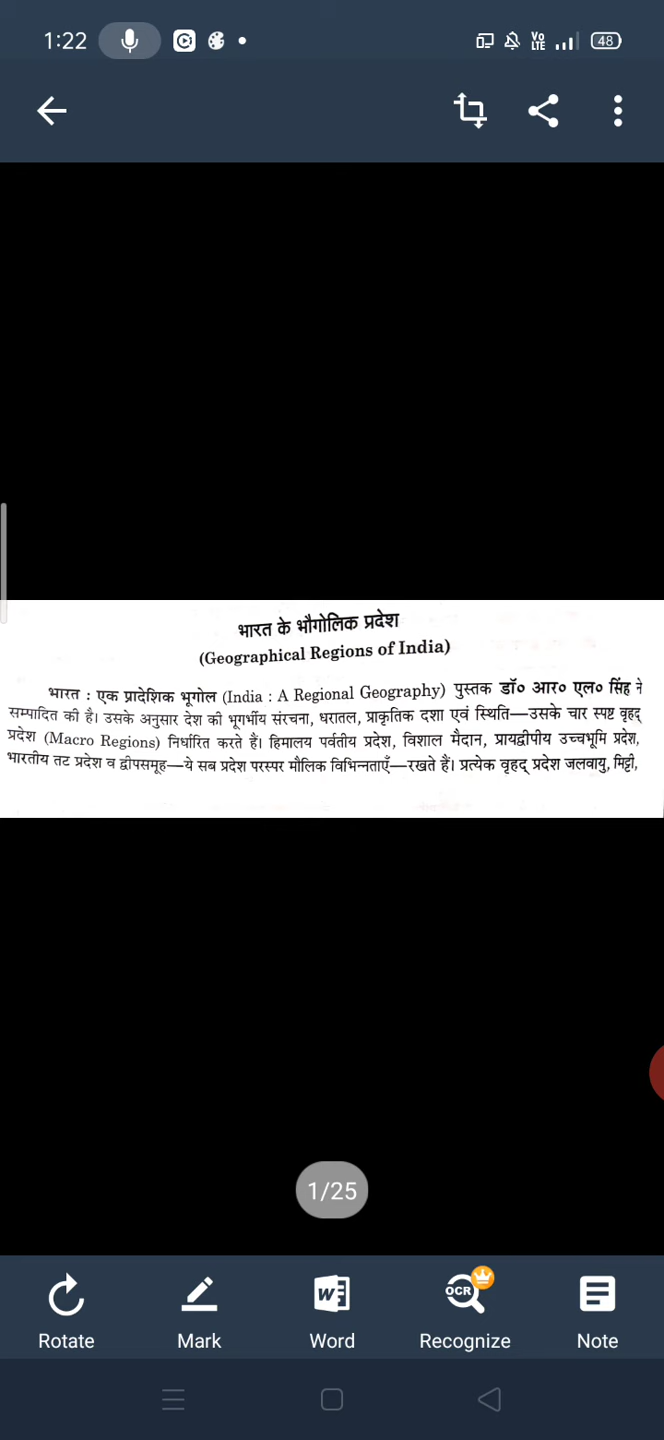 1:22
Vo LTE
48
भारत के भौगोलिक प्रदेश
(Geographical Regions of India)
भारत : एक प्रादेशिक भूगोल (India : A Regional Geography) पुस्तक डॉ० आर० एल० सिंह ने
सम्पादित की है। उसके अनुसार देश की भूगर्भीय संरचना, धरातल, प्राकृतिक दशा एवं स्थिति—उसके चार स्पष्ट वृहद्
प्रदेश (Macro Regions) निर्धारित करते हैं। हिमालय पर्वतीय प्रदेश, विशाल मैदान, प्रायद्वीपीय उच्चभूमि प्रदेश,
भारतीय तट प्रदेश व द्वीपसमूह—ये सब प्रदेश परस्पर मौलिक विभिन्नताएँ—रखते हैं। प्रत्येक वृहद् प्रदेश जलवायु, मिट्टी,
1/25
W
OCR
Rotate Mark Word Recognize Note